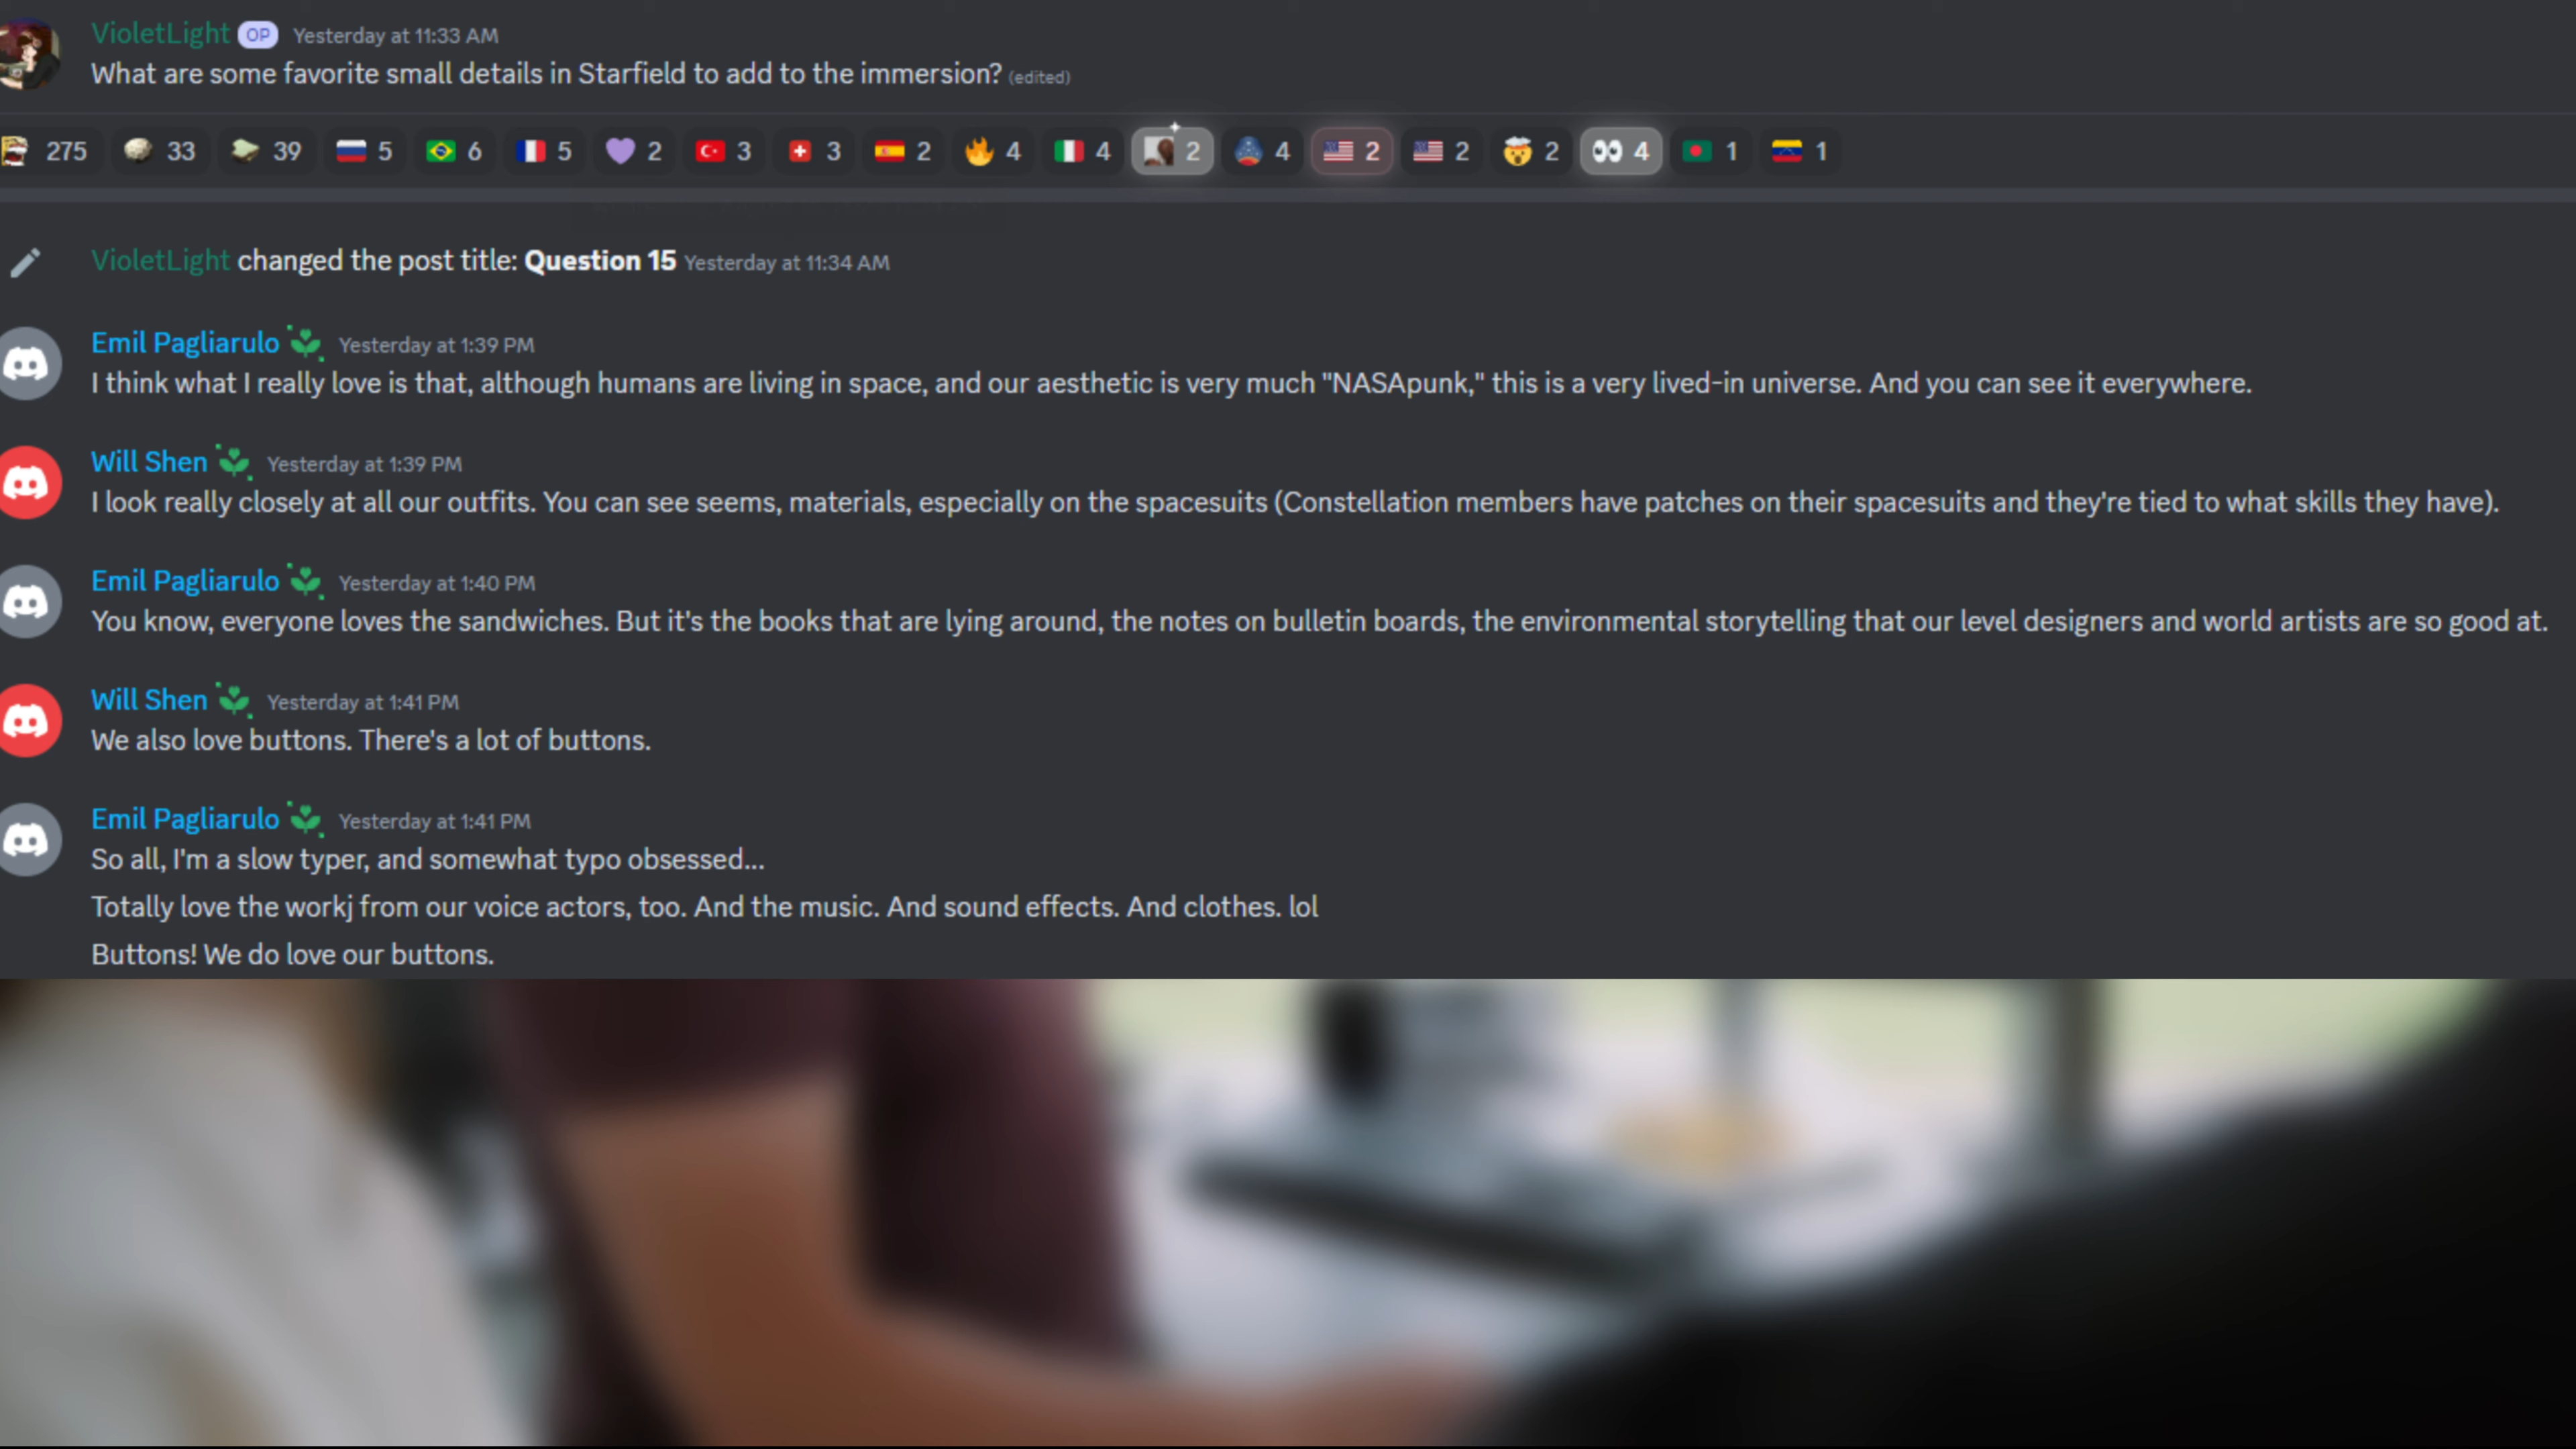 VioletLight OP Yesterday at 11:33 AM
What are some favorite small details in Starfield to add to the immersion? (edited)
275 33 39 5 6 5 2 3 3 2 4 4 2 4 2 2 2 4 1 1
VioletLight changed the post title: Question 15 Yesterday at 11:34 AM
Emil Pagliarulo Yesterday at 1:39 PM
I think what I really love is that, although humans are living in space, and our aesthetic is very much "NASApunk," this is a very lived-in universe. And you can see it everywhere.
Will Shen Yesterday at 1:39 PM
I look really closely at all our outfits. You can see seems, materials, especially on the spacesuits (Constellation members have patches on their spacesuits and they're tied to what skills they have).
Emil Pagliarulo Yesterday at 1:40 PM
You know, everyone loves the sandwiches. But it's the books that are lying around, the notes on bulletin boards, the environmental storytelling that our level designers and world artists are so good at.
Will Shen Yesterday at 1:41 PM
We also love buttons. There's a lot of buttons.
Emil Pagliarulo Yesterday at 1:41 PM
So all, I'm a slow typer, and somewhat typo obsessed...
Totally love the workj from our voice actors, too. And the music. And sound effects. And clothes. lol
Buttons! We do love our buttons.